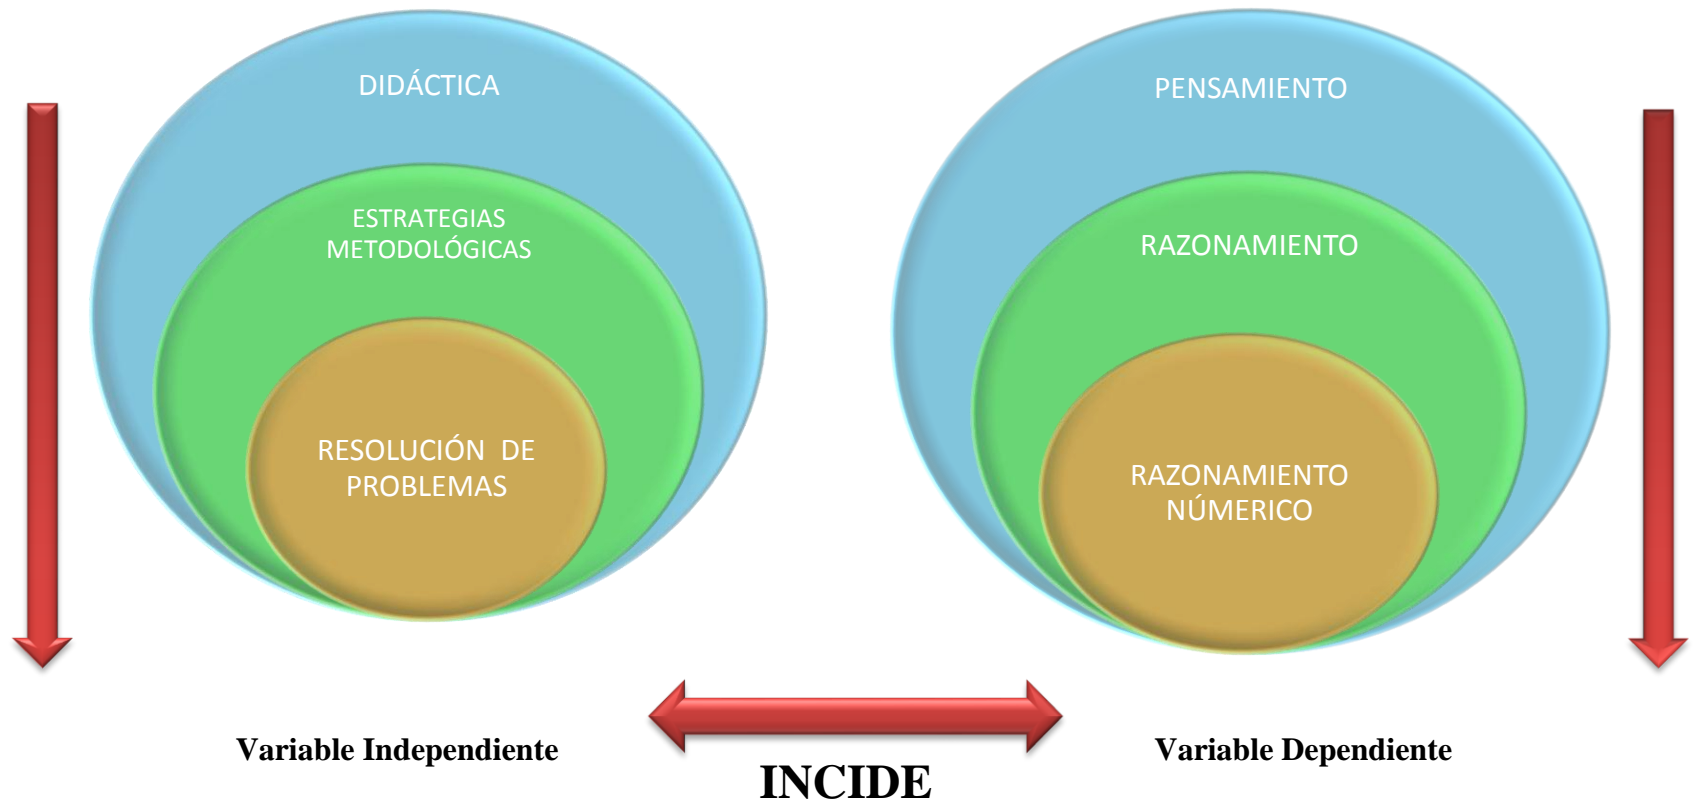 DIDÁCTICA
ESTRATEGIAS
METODOLÓGICAS
RESOLUCIÓN DE
PROBLEMAS
PENSAMIENTO
RAZONAMIENTO
RAZONAMIENTO
NÚMERICO
Variable Independiente
INCIDE
Variable Dependiente